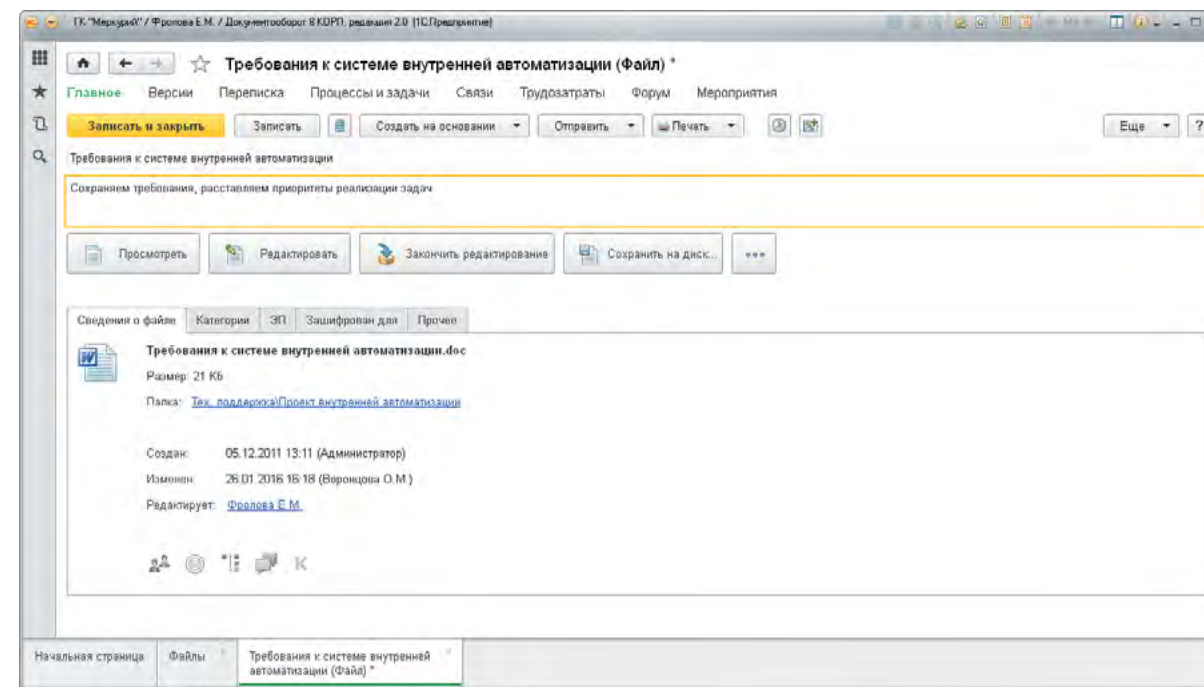 ГК "Меркурий" / Фролова Е.М. / Документооборот 8 КОРП, редакция 2.0 (1С:Предприятие)
Требования к системе внутренней автоматизации (Файл) *
Главное Версии Переписка Процессы и задачи Связи Трудозатраты Форум Мероприятия
Записать и закрыть Записать Создать на основании Отправить Печать Еще ?
Требования к системе внутренней автоматизации
Сохраняем требования, расставляем приоритеты реализации задач
Просмотреть Редактировать Закончить редактирование Сохранить на диск...
Сведения о файле Категории ЭП Зашифрован для Прочее
Требования к системе внутренней автоматизации.doc
Размер: 21 Кб
Папка: Тех. поддержка\Проект внутренней автоматизации
Создан: 05.12.2011 13:11 (Администратор)
Изменен: 26.01.2016 16:18 (Воронцова О.М.)
Редактирует: Фролова Е.М.
Начальная страница Файлы Требования к системе внутренней
автоматизации (Файл) *